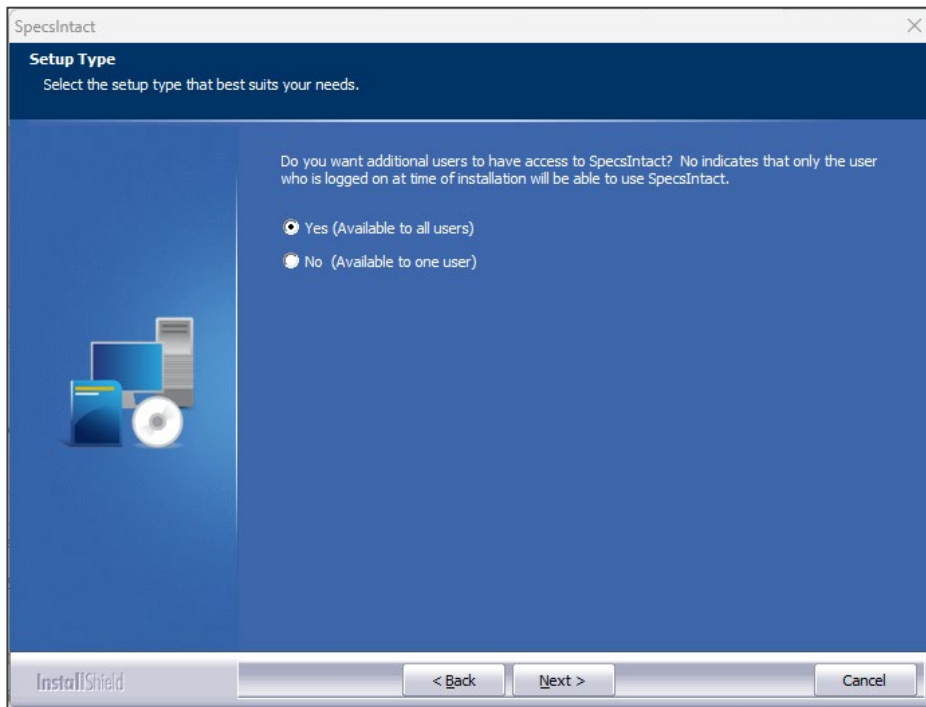 SpecsIntact
Setup Type
Select the setup type that best suits your needs.
Do you want additional users to have access to SpecsIntact?  No indicates that only the user
who is logged on at time of installation will be able to use SpecsIntact.
Yes (Available to all users)
No  (Available to one user)
InstallShield
< Back
Next >
Cancel